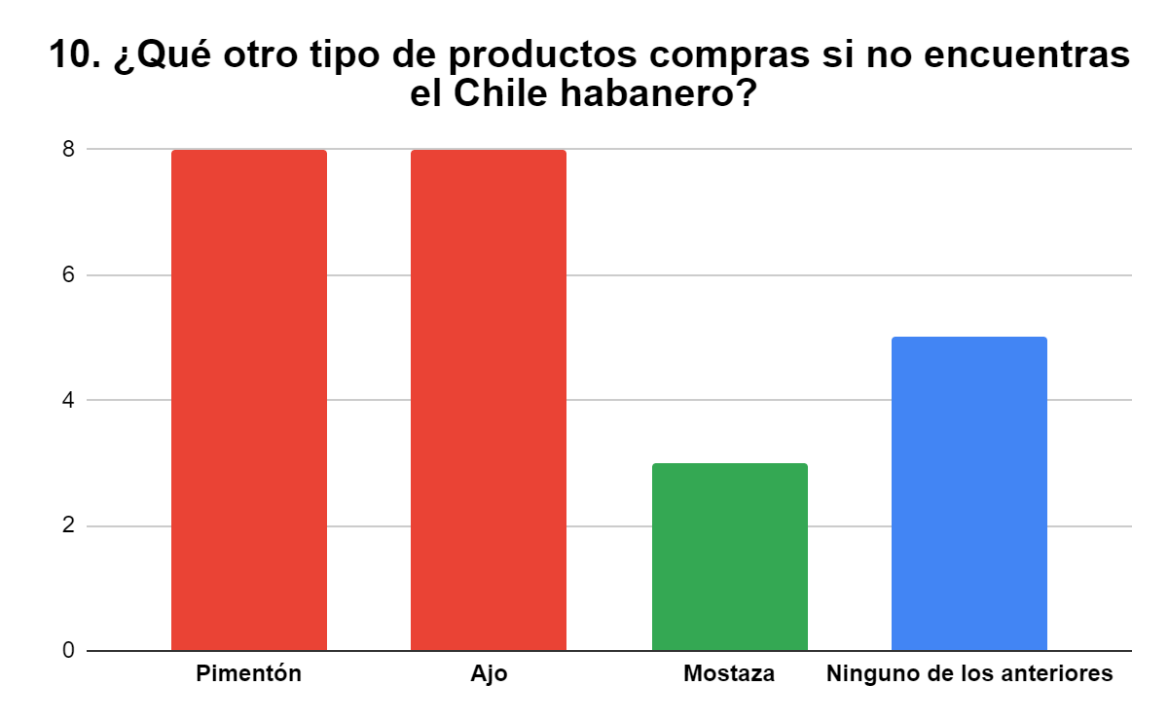 10. ¿Qué otro tipo de productos compras si no encuentras
el Chile habanero?
8
6
4
2
0
Pimentón
Ajo
Mostaza
Ninguno de los anteriores